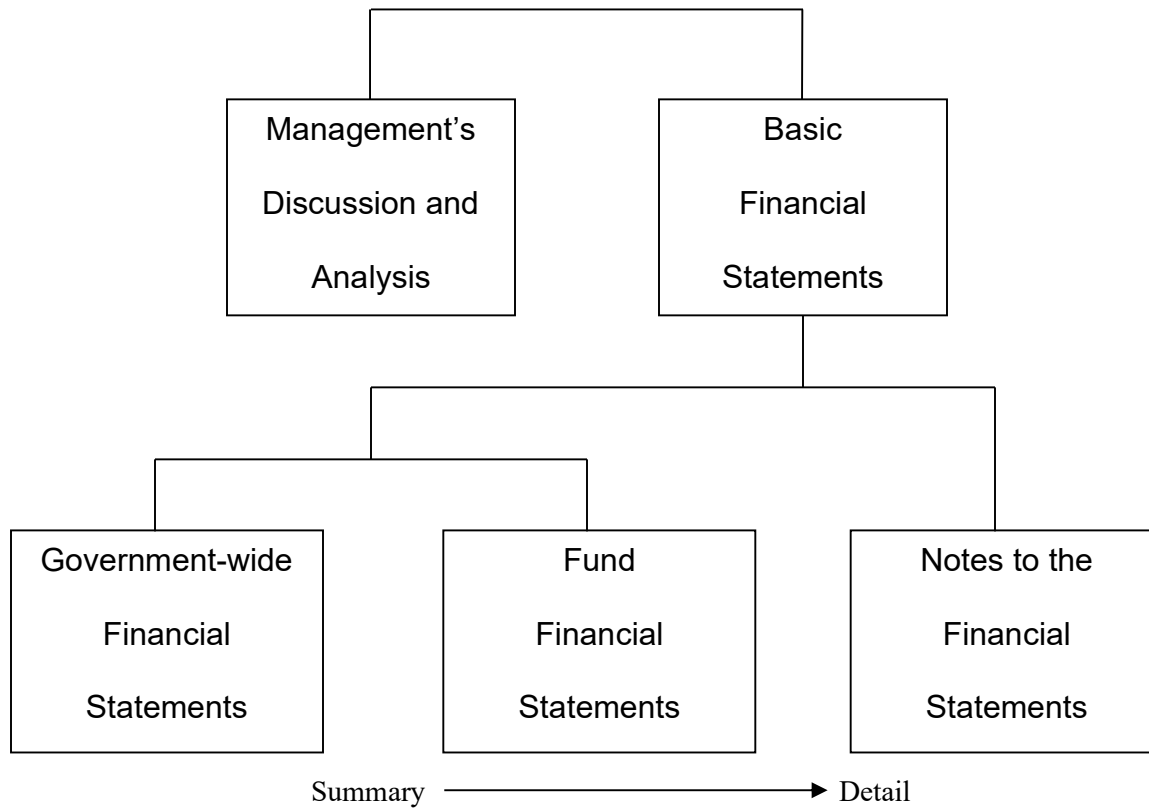 Management’s
Discussion and
Analysis
Basic
Financial
Statements
Government-wide
Financial
Statements
Fund
Financial
Statements
Notes to the
Financial
Statements
Summary
Detail